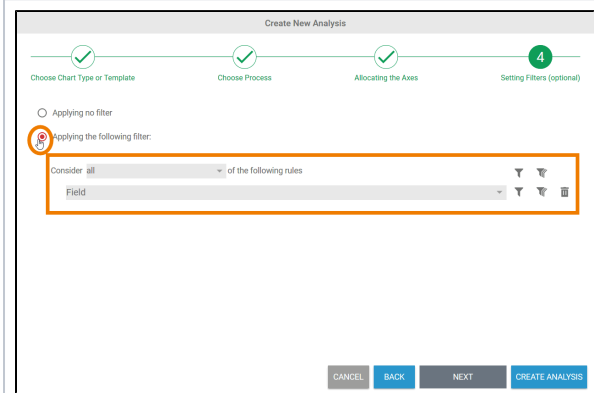 Create New Analysis
4
Choose Chart Type or Template Choose Process Allocating the Axes Setting Filters (optional)
Applying no filter
Applying the following filter:
Consider all of the following rules
Field
CANCEL BACK NEXT CREATE ANALYSIS